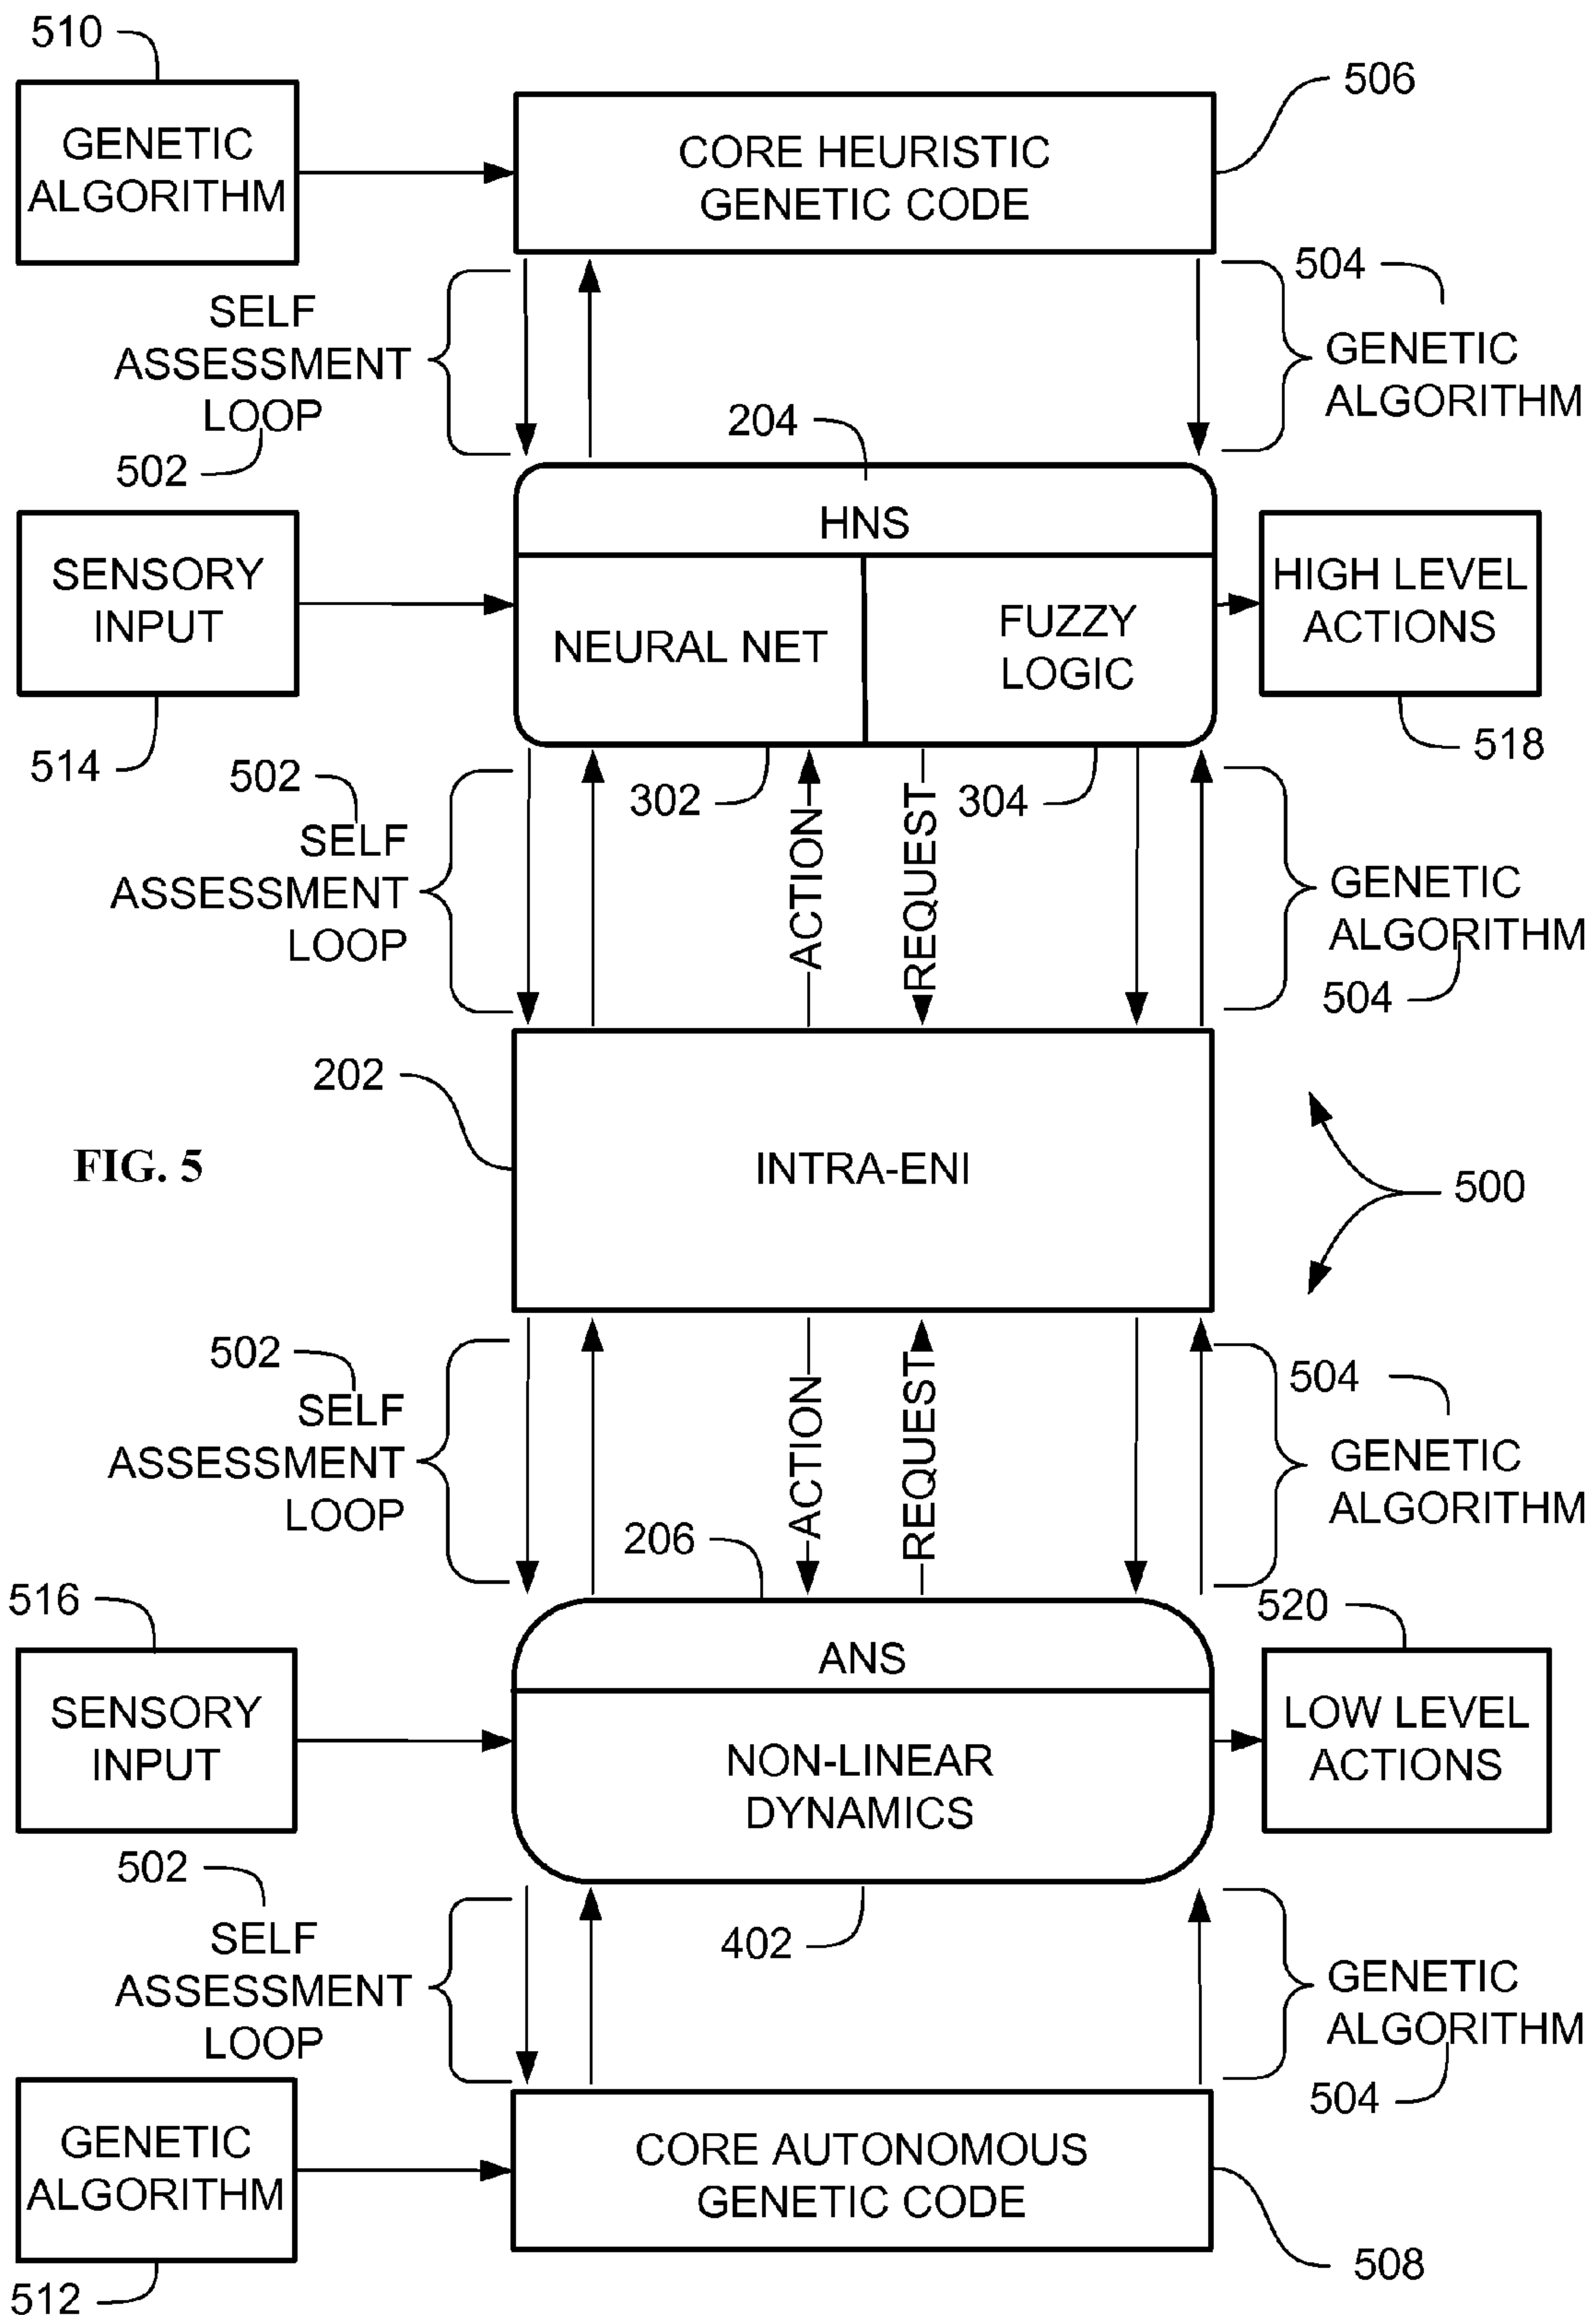 510
506
GENETIC
ALGORITHM
CORE HEURISTIC
GENETIC CODE
504
SELF
ASSESSMENT
LOOP
502
GENETIC
ALGORITHM
204
HNS
SENSORY
INPUT
NEURAL NET
FUZZY
LOGIC
HIGH LEVEL
ACTIONS
514
518
502
302
304
SELF
ASSESSMENT
LOOP
ACTION
REQUEST
GENETIC
ALGORITHM
504
202
FIG. 5
INTRA-ENI
500
502
SELF
ASSESSMENT
LOOP
ACTION
REQUEST
504
GENETIC
ALGORITHM
206
516
520
ANS
SENSORY
INPUT
NON-LINEAR
DYNAMICS
LOW LEVEL
ACTIONS
502
402
SELF
ASSESSMENT
LOOP
GENETIC
ALGORITHM
504
GENETIC
ALGORITHM
CORE AUTONOMOUS
GENETIC CODE
512
508